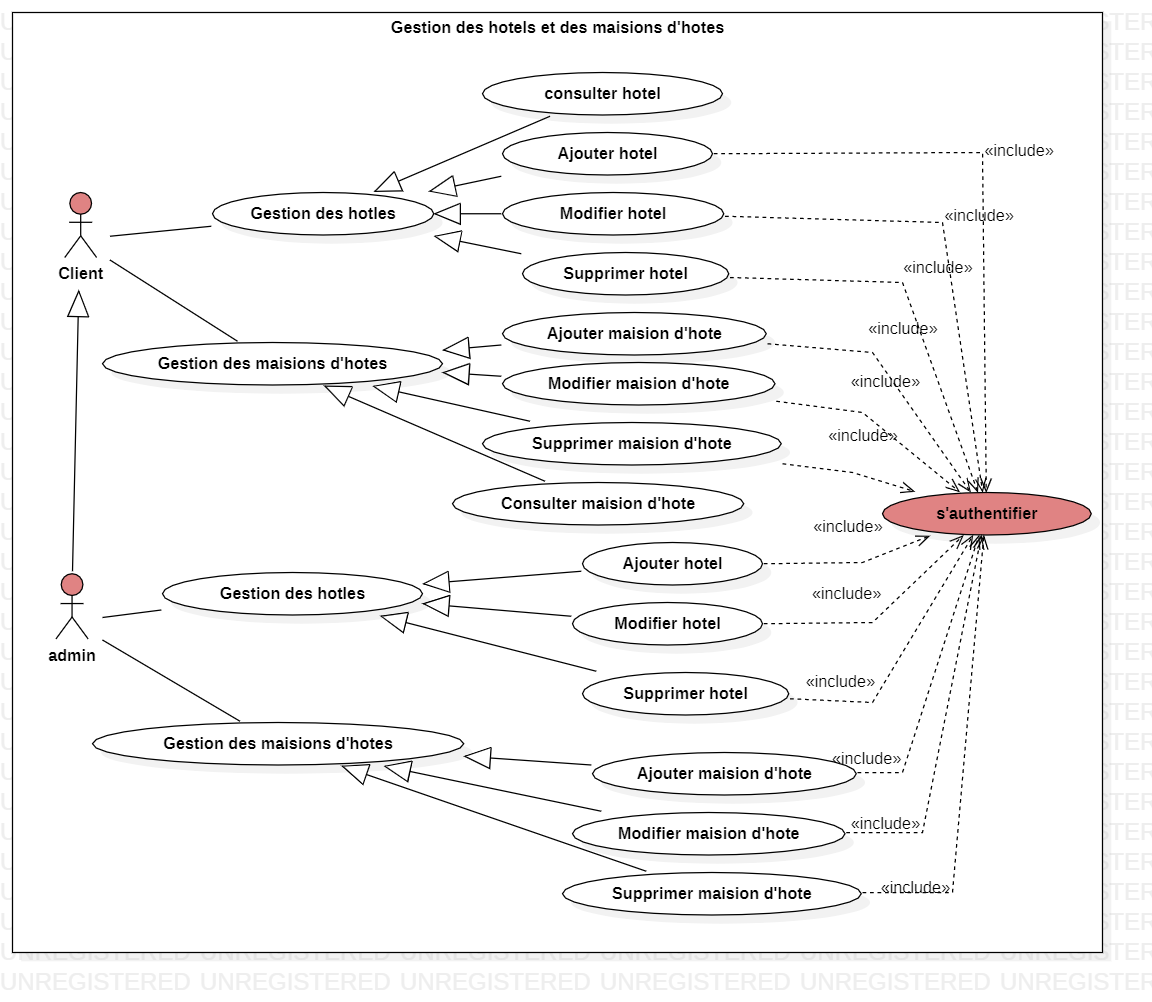 Gestion des hotels et des maisions d'hotes
consulter hotel
Ajouter hotel
«include»
Gestion des hotles
Modifier hotel
«include»
Client
Supprimer hotel
«include»
Ajouter maision d'hote
«include»
Gestion des maisions d'hotes
Modifier maision d'hote
«include»
Supprimer maision d'hote
«include»
Consulter maision d'hote
s'authentifier
«include»
Ajouter hotel
Gestion des hotles
«include»
Modifier hotel
admin
Supprimer hotel
«include»
Gestion des maisions d'hotes
Ajouter maision d'hote
«include»
Modifier maision d'hote
«include»
Supprimer maision d'hote
«include»
UNREGISTERED UNREGISTERED UNREGISTERED UNREGISTERED UNREGISTERED UNREGISTERED